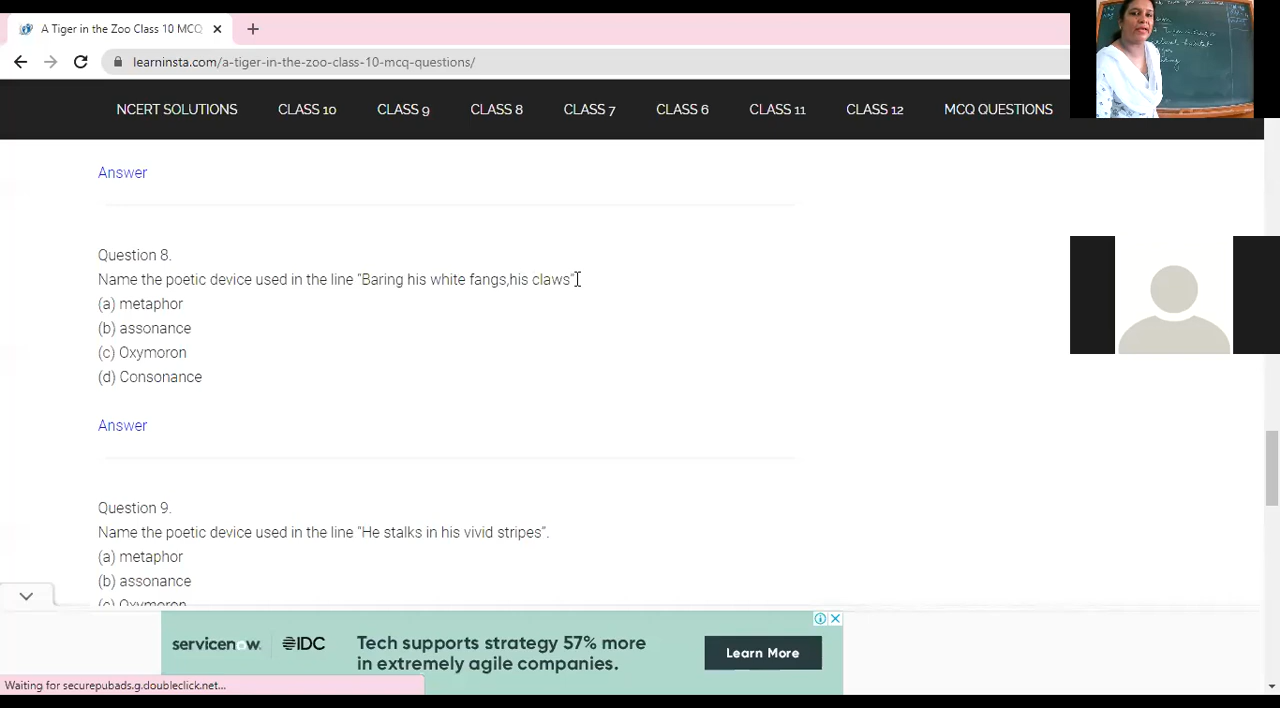 A Tiger in the Zoo Class 10 MCQ
learninsta.com/a-tiger-in-the-zoo-class-10-mcq-questions/
NCERT SOLUTIONS CLASS 10 CLASS 9 CLASS 8 CLASS 7 CLASS 6 CLASS 11 CLASS 12 MCQ QUESTIONS
Answer
Question 8.
Name the poetic device used in the line “Baring his white fangs,his claws”
(a) metaphor
(b) assonance
(c) Oxymoron
(d) Consonance
Answer
Question 9.
Name the poetic device used in the line “He stalks in his vivid stripes”.
(a) metaphor
(b) assonance
(c) Oxymoron
servicenow. IDC
Tech supports strategy 57% more
in extremely agile companies.
Learn More
Waiting for securepubads.g.doubleclick.net...